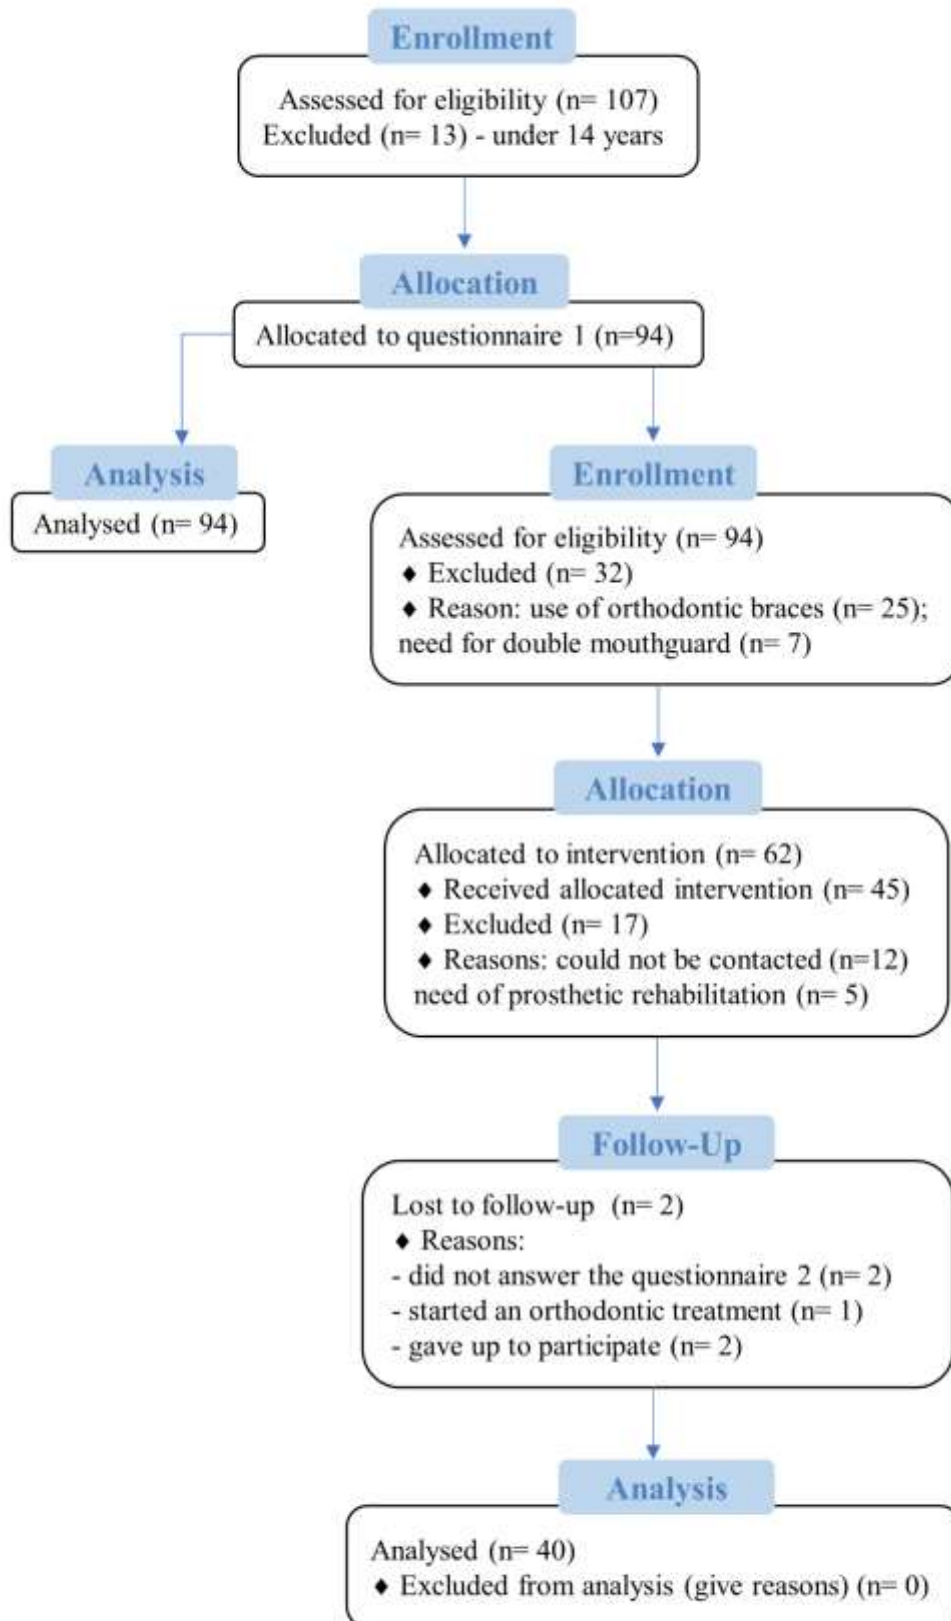 Enrollment
Assessed for eligibility (n= 107)
Excluded (n= 13) - under 14 years
Allocation
Allocated to questionnaire 1 (n=94)
Analysis
Analysed (n= 94)
Enrollment
Assessed for eligibility (n= 94)
♦ Excluded (n= 32)
♦ Reason: use of orthodontic braces (n= 25);
need for double mouthguard (n= 7)
Allocation
Allocated to intervention (n= 62)
♦ Received allocated intervention (n= 45)
♦ Excluded (n= 17)
♦ Reasons: could not be contacted (n=12)
need of prosthetic rehabilitation (n= 5)
Follow-Up
Lost to follow-up (n= 2)
♦ Reasons:
- did not answer the questionnaire 2 (n= 2)
- started an orthodontic treatment (n= 1)
- gave up to participate (n= 2)
Analysis
Analysed (n= 40)
♦ Excluded from analysis (give reasons) (n= 0)